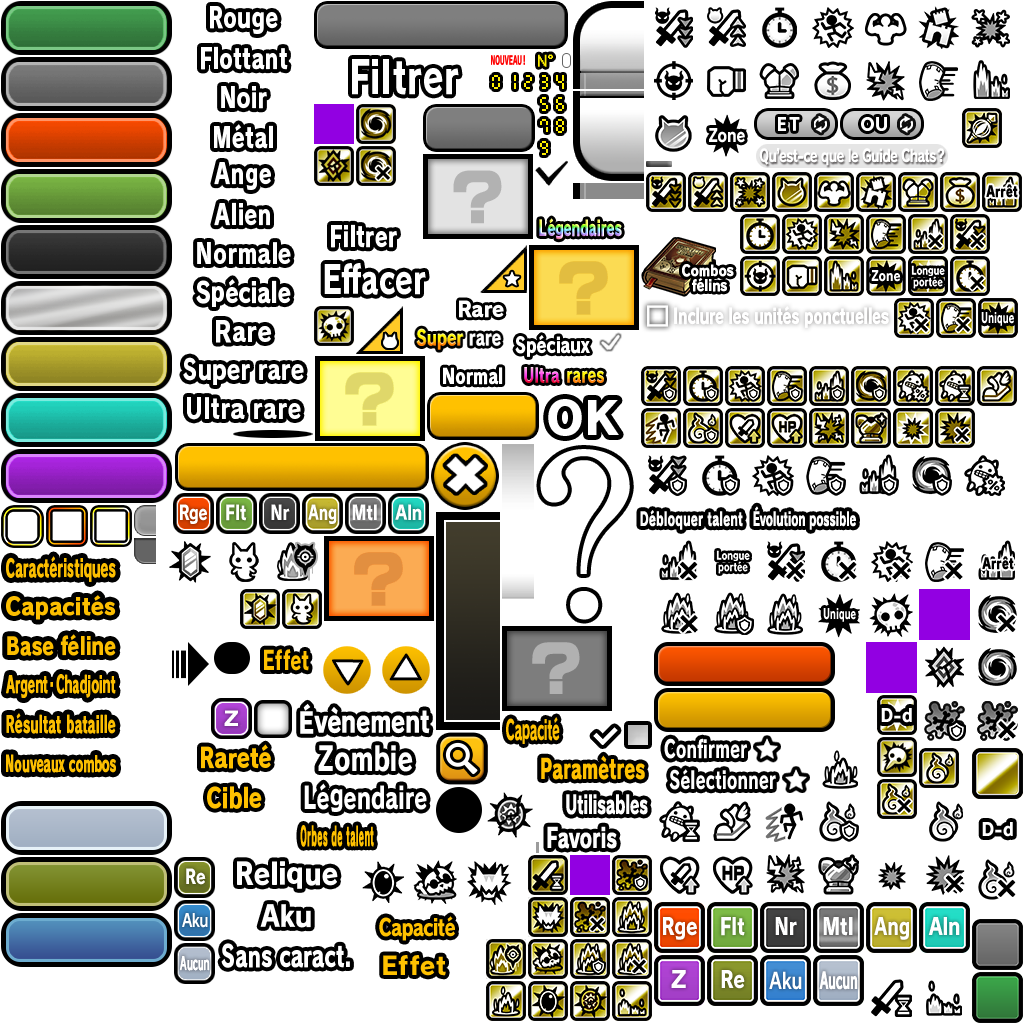 Rouge
Flottant
Noir
Métal
Ange
Alien
Normale
Spéciale
Rare
Super rare
Ultra rare
Filtrer
NOUVEAU!
N° 0
0 1 2 3 4
5 6
9 8
9
?
Filtrer
Effacer
Légendaires
?
Rare
Super rare
Spéciaux
Normal
Ultra rares
?
OK
?
Rge
Flt
Nr
Ang
Mtl
Aln
?
?
Caractéristiques
Capacités
Base féline
Argent·Chadjoint
Résultat bataille
Nouveaux combos
Effet
Z
Évènement
Rareté
Zombie
Cible
Légendaire
Orbes de talent
Capacité
Paramètres
Utilisables
Favoris
Re
Relique
Aku
Aku
Aucun
Sans caract.
Capacité
Effet
$
Zone
ET
OU
Qu'est-ce que le Guide Chats?
$
Arrêt
Combos
félins
Zone
Longue
portée
Inclure les unités ponctuelles
Unique
%
HP
%
Débloquer talent
Évolution possible
Longue
portée
Arrêt
Unique
D-d
Confirmer
Sélectionner
D-d
HP
Rge
Flt
Nr
Mtl
Ang
Aln
Z
Re
Aku
Aucun